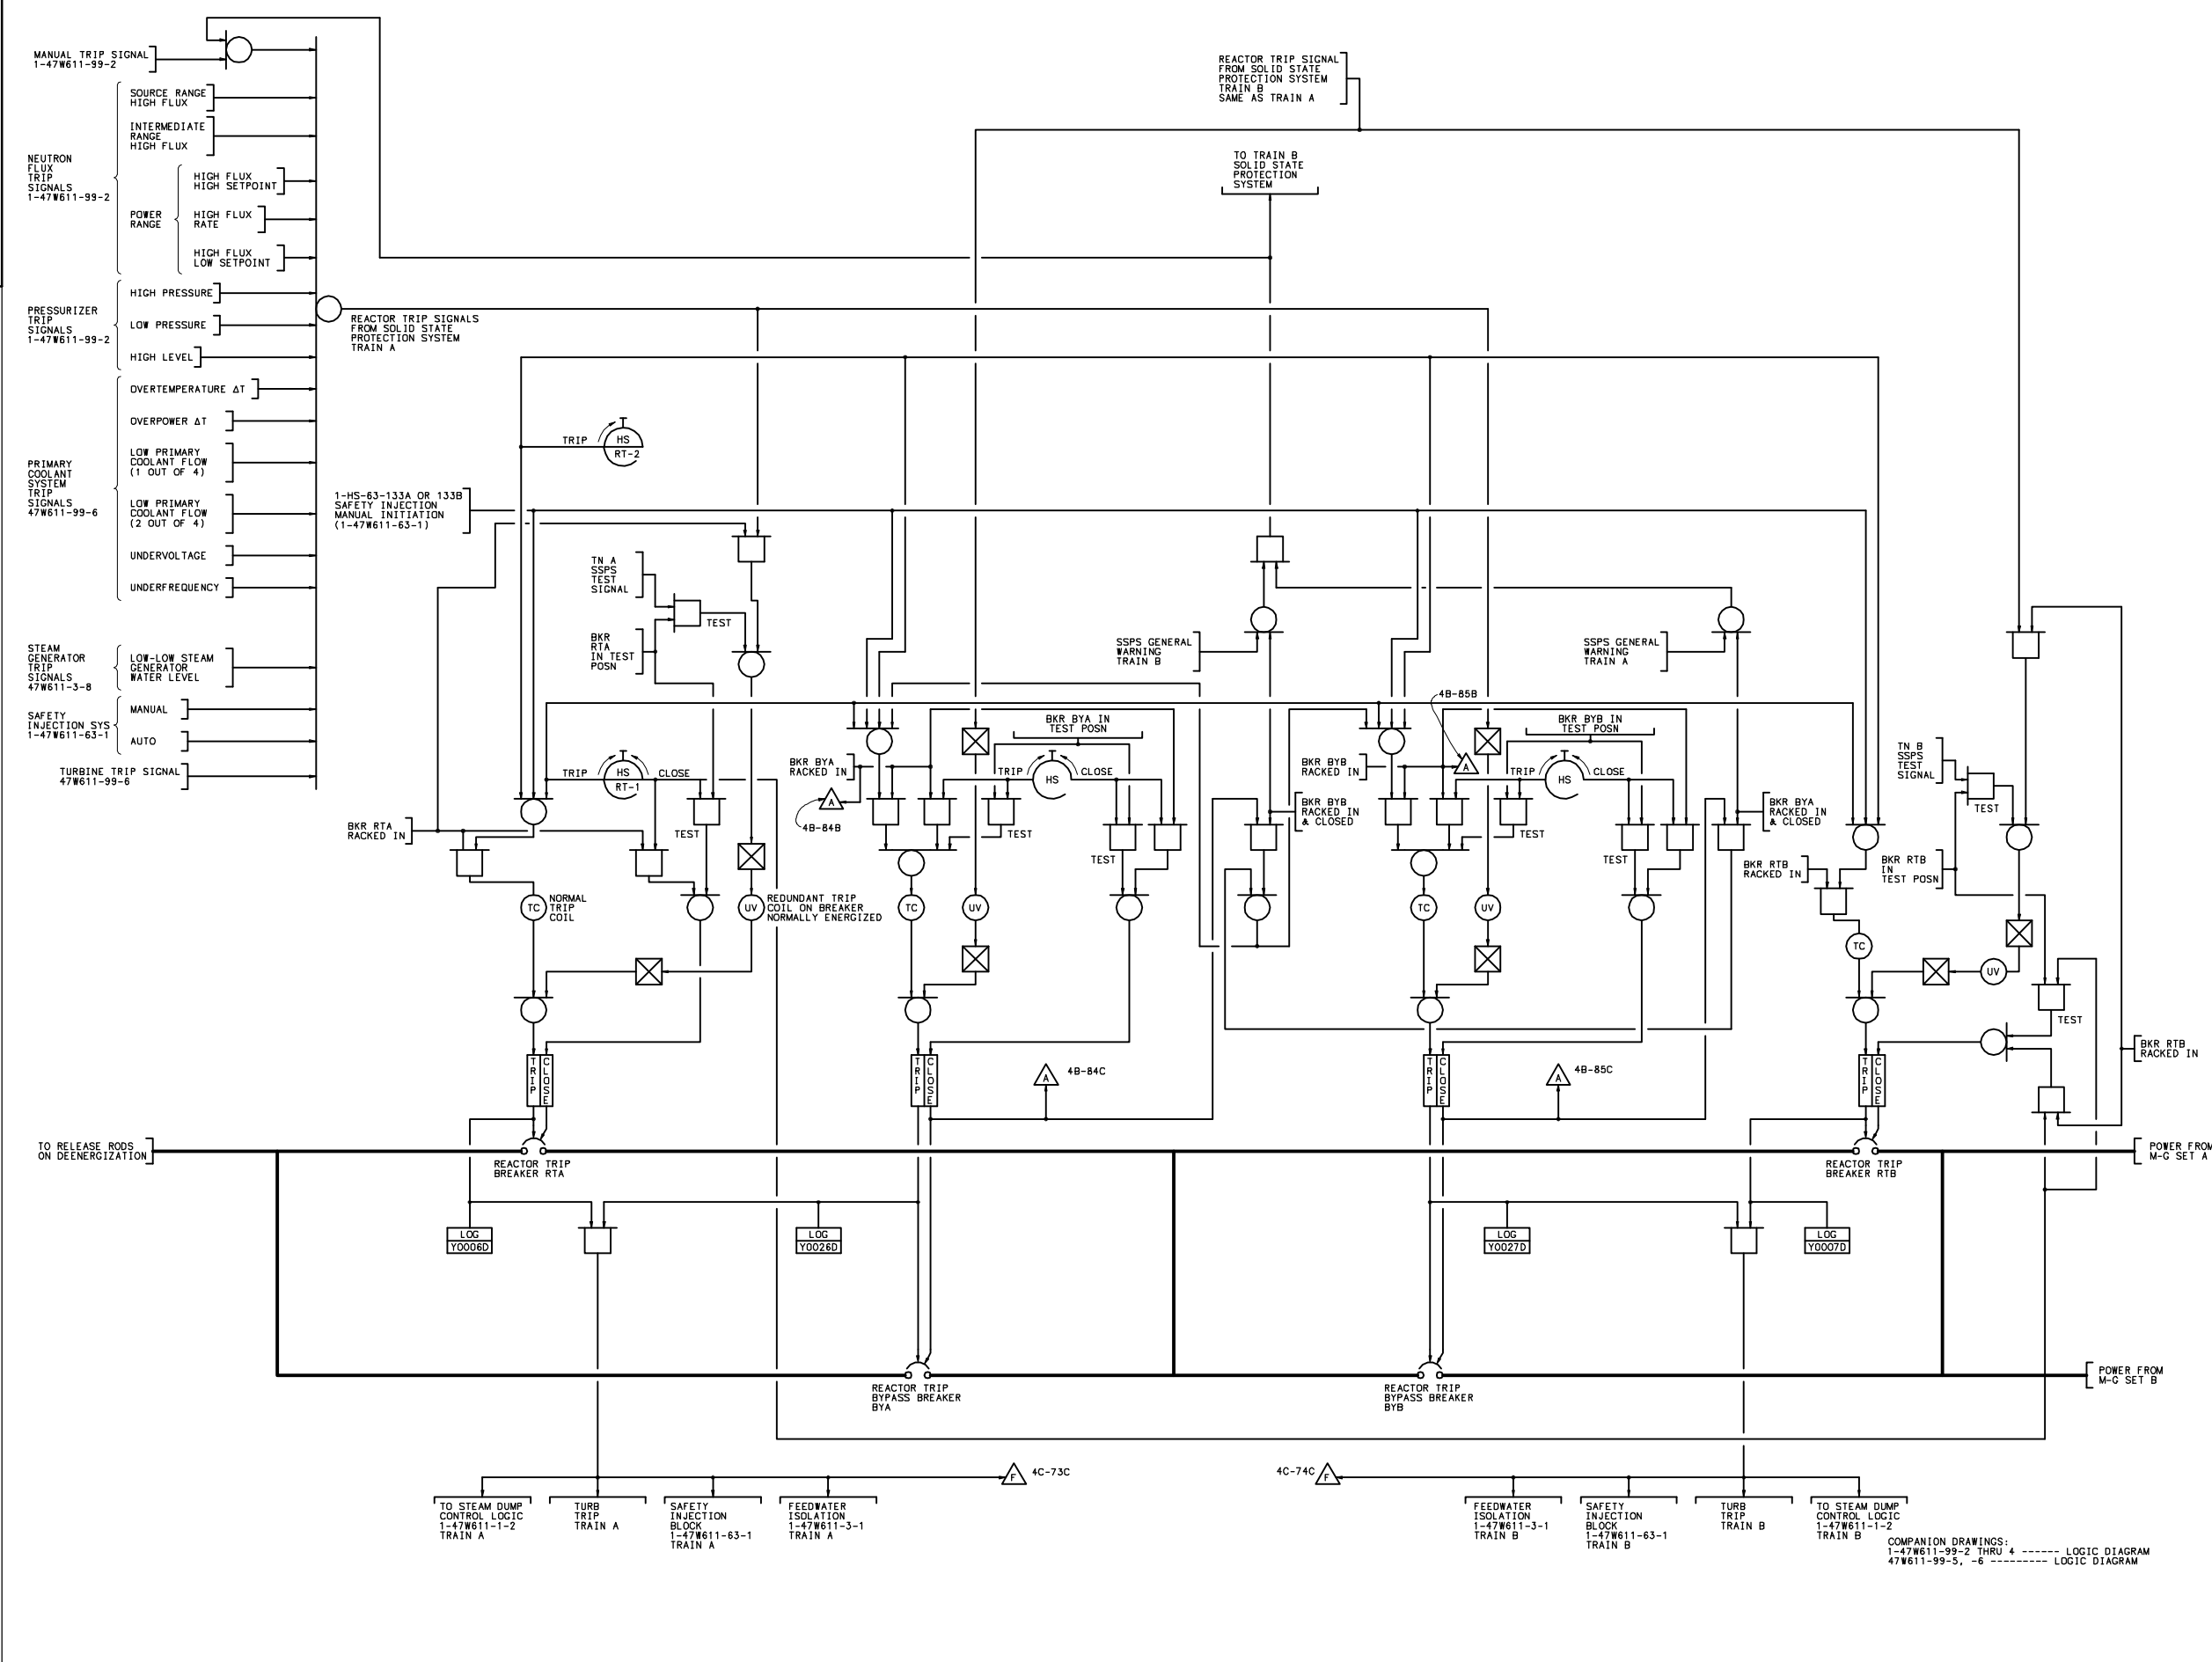 MANUAL TRIP SIGNAL
1-47W611-99-2
NEUTRON
FLUX
TRIP
SIGNALS
1-47W611-99-2
SOURCE RANGE
HIGH FLUX
INTERMEDIATE
RANGE
HIGH FLUX
POWER
RANGE
HIGH FLUX
HIGH SETPOINT
HIGH FLUX
RATE
HIGH FLUX
LOW SETPOINT
PRESSURIZER
TRIP
SIGNALS
1-47W611-99-2
HIGH PRESSURE
LOW PRESSURE
HIGH LEVEL
PRIMARY
COOLANT
SYSTEM
TRIP
SIGNALS
47W611-99-6
OVERTEMPERATURE ΔT
OVERPOWER ΔT
LOW PRIMARY
COOLANT FLOW
(1 OUT OF 4)
LOW PRIMARY
COOLANT FLOW
(2 OUT OF 4)
UNDERVOLTAGE
UNDERFREQUENCY
STEAM
GENERATOR
TRIP
SIGNALS
47W611-3-8
LOW-LOW STEAM
GENERATOR
WATER LEVEL
SAFETY
INJECTION SYS
1-47W611-63-1
MANUAL
AUTO
TURBINE TRIP SIGNAL
47W611-99-6
REACTOR TRIP SIGNALS
FROM SOLID STATE
PROTECTION SYSTEM
TRAIN A
REACTOR TRIP SIGNAL
FROM SOLID STATE
PROTECTION SYSTEM
TRAIN B
SAME AS TRAIN A
TO TRAIN B
SOLID STATE
PROTECTION
SYSTEM
TRIP
HS
RT-2
1-HS-63-133A OR 133B
SAFETY INJECTION
MANUAL INITIATION
(1-47W611-63-1)
TN A
SSPS
TEST
SIGNAL
TEST
BKR
RTA
IN TEST
POSN
SSPS GENERAL
WARNING
TRAIN B
SSPS GENERAL
WARNING
TRAIN A
4B-85B
BKR BYA IN
TEST POSN
BKR BYB IN
TEST POSN
TRIP
HS
RT-1
CLOSE
BKR BYA
RACKED IN
A
4B-84B
TRIP
HS
CLOSE
BKR BYB
RACKED IN
A
TRIP
HS
CLOSE
TN B
SSPS
TEST
SIGNAL
TEST
BKR RTA
RACKED IN
TEST
TEST
TEST
BKR BYB
RACKED IN
& CLOSED
TEST
TEST
BKR BYA
RACKED IN
& CLOSED
BKR RTB
RACKED IN
BKR RTB
IN
TEST POSN
TC
NORMAL
TRIP
COIL
UV
REDUNDANT TRIP
COIL ON BREAKER
NORMALLY ENERGIZED
TC
UV
TC
UV
TC
UV
TEST
BKR RTB
RACKED IN
TRIP
CLOSE
TRIP
CLOSE
A
4B-84C
TRIP
CLOSE
A
4B-85C
TRIP
CLOSE
TO RELEASE RODS
ON DEENERGIZATION
REACTOR TRIP
BREAKER RTA
REACTOR TRIP
BREAKER RTB
POWER FROM
M-G SET A
LOG
Y0006D
LOG
Y0026D
LOG
Y0027D
LOG
Y0007D
REACTOR TRIP
BYPASS BREAKER
BYA
REACTOR TRIP
BYPASS BREAKER
BYB
POWER FROM
M-G SET B
F
4C-73C
4C-74C
F
TO STEAM DUMP
CONTROL LOGIC
1-47W611-1-2
TRAIN A
TURB
TRIP
TRAIN A
SAFETY
INJECTION
BLOCK
1-47W611-63-1
TRAIN A
FEEDWATER
ISOLATION
1-47W611-3-1
TRAIN A
FEEDWATER
ISOLATION
1-47W611-3-1
TRAIN B
SAFETY
INJECTION
BLOCK
1-47W611-63-1
TRAIN B
TURB
TRIP
TRAIN B
TO STEAM DUMP
CONTROL LOGIC
1-47W611-1-2
TRAIN B
COMPANION DRAWINGS:
1-47W611-99-2 THRU 4 ------ LOGIC DIAGRAM
47W611-99-5, -6 --------- LOGIC DIAGRAM